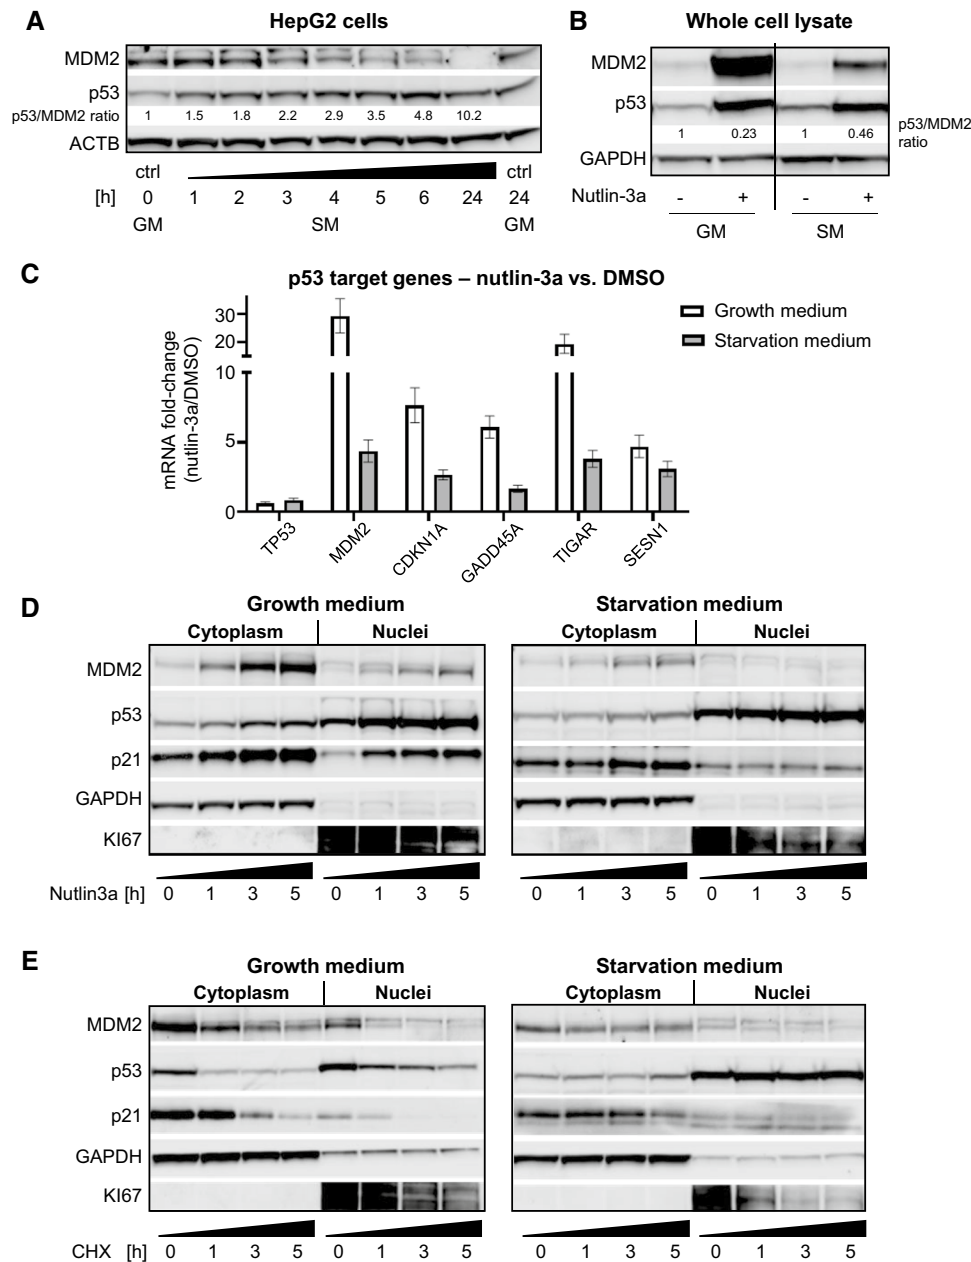 A
HepG2 cells
MDM2
p53
p53/MDM2 ratio 1 1.5 1.8 2.2 2.9 3.5 4.8 10.2
ACTB
ctrl ctrl
[h] 0 1 2 3 4 5 6 24 24
GM SM GM
B
Whole cell lysate
MDM2
p53
1 0.23 1 0.46
p53/MDM2
ratio
GAPDH
Nutlin-3a - + - +
GM SM
C
p53 target genes – nutlin-3a vs. DMSO
mRNA fold-change
(nutlin-3a/DMSO)
30
20
10
5
0
TP53 MDM2 CDKN1A GADD45A TIGAR SESN1
Growth medium
Starvation medium
D
Growth medium Starvation medium
Cytoplasm Nuclei Cytoplasm Nuclei
MDM2
p53
p21
GAPDH
KI67
Nutlin3a [h] 0 1 3 5 0 1 3 5 0 1 3 5 0 1 3 5
E
Growth medium Starvation medium
Cytoplasm Nuclei Cytoplasm Nuclei
MDM2
p53
p21
GAPDH
KI67
CHX [h] 0 1 3 5 0 1 3 5 0 1 3 5 0 1 3 5